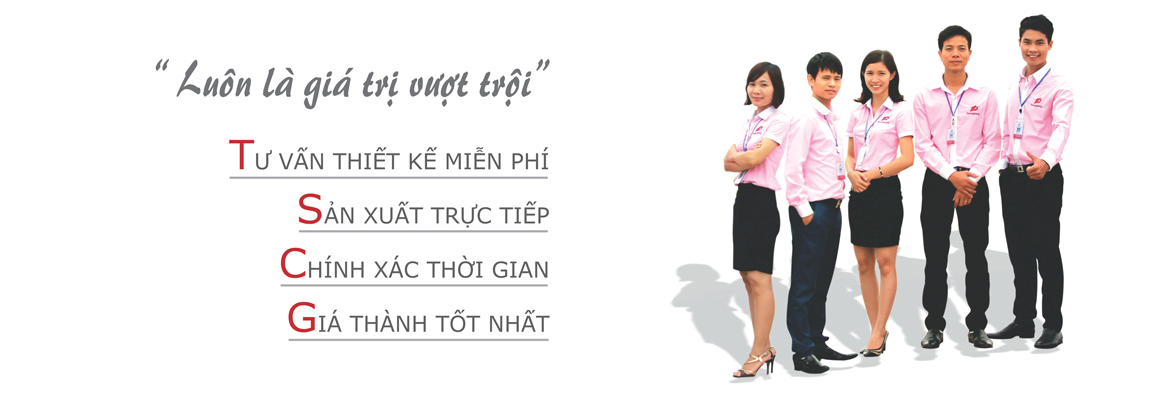 “ Luôn là giá trị vượt trội”
TƯ VẤN THIẾT KẾ MIỄN PHÍ
SẢN XUẤT TRỰC TIẾP
CHÍNH XÁC THỜI GIAN
GIÁ THÀNH TỐT NHẤT